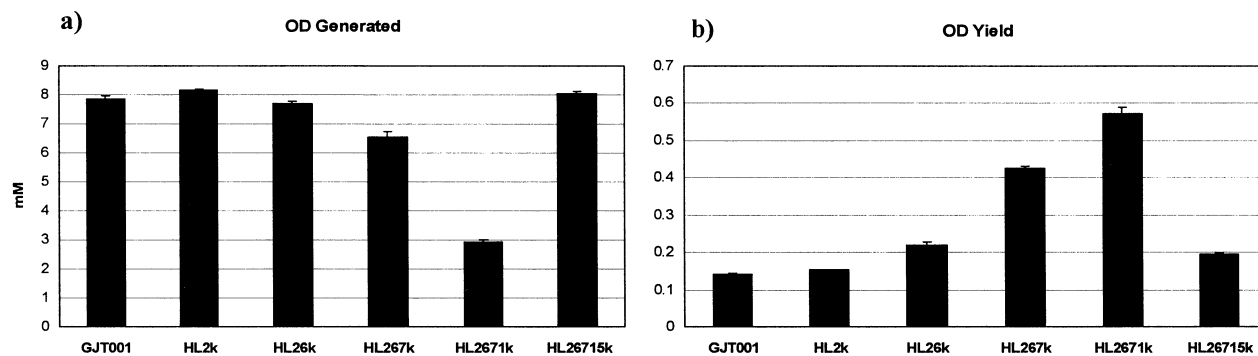 a)
OD Generated
9
8
7
6
5
4
3
2
1
0
mM
GJT001 HL2k HL26k HL267k HL2671k HL26715k
b)
OD Yield
0.7
0.6
0.5
0.4
0.3
0.2
0.1
0
GJT001 HL2k HL26k HL267k HL2671k HL26715k